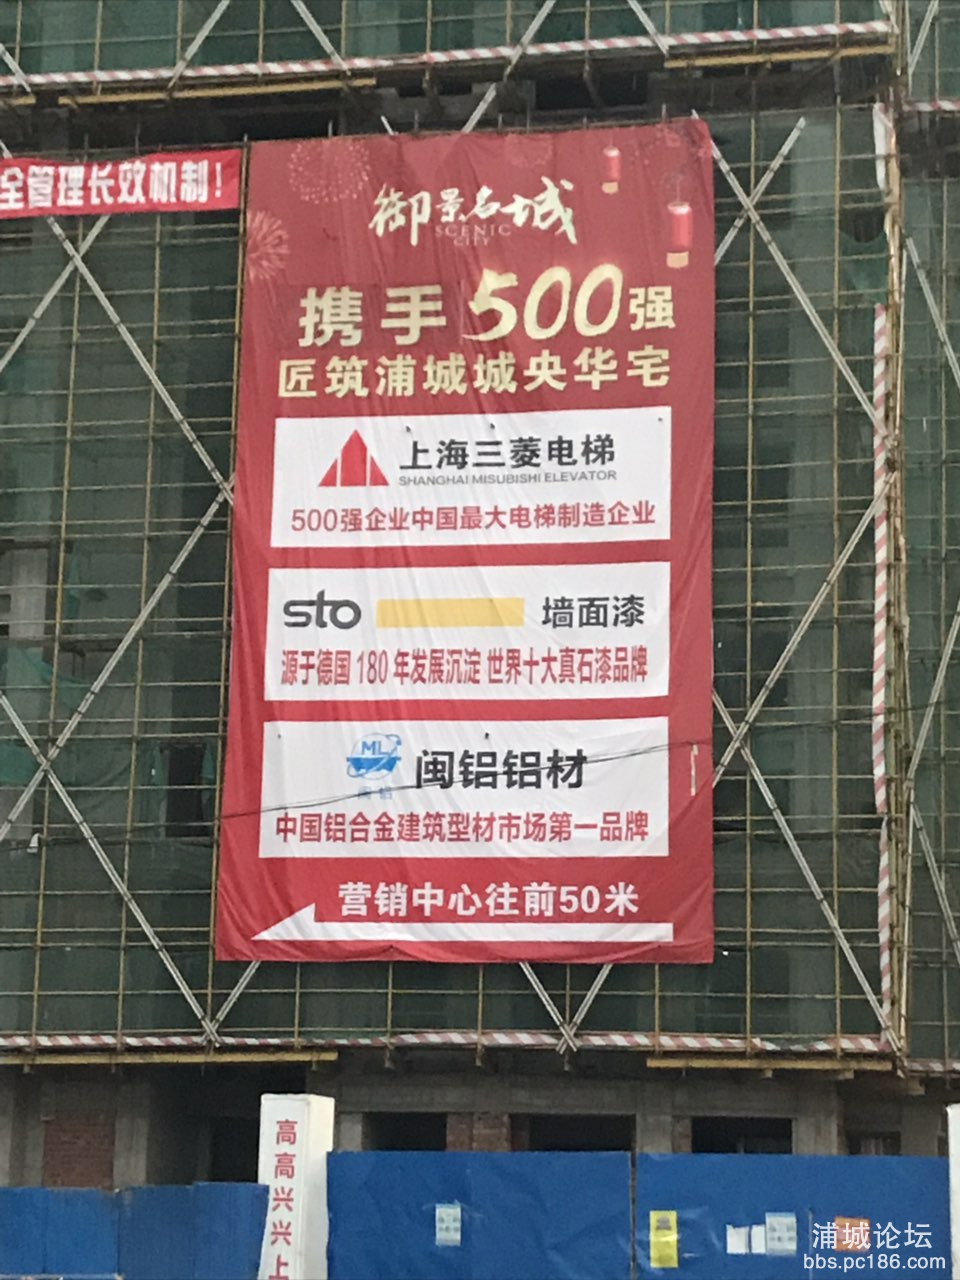 全管理长效机制！
御景名城
SCENIC
CITY
携手500强
匠筑浦城城央华宅
上海三菱电梯
SHANGHAI MISUBISHI ELEVATOR
500强企业中国最大电梯制造企业
sto 墙面漆
源于德国 180 年发展沉淀 世界十大真石漆品牌
ML
闽铝
闽铝铝材
中国铝合金建筑型材市场第一品牌
营销中心往前50米
高高兴兴上
浦城论坛
bbs.pc186.com